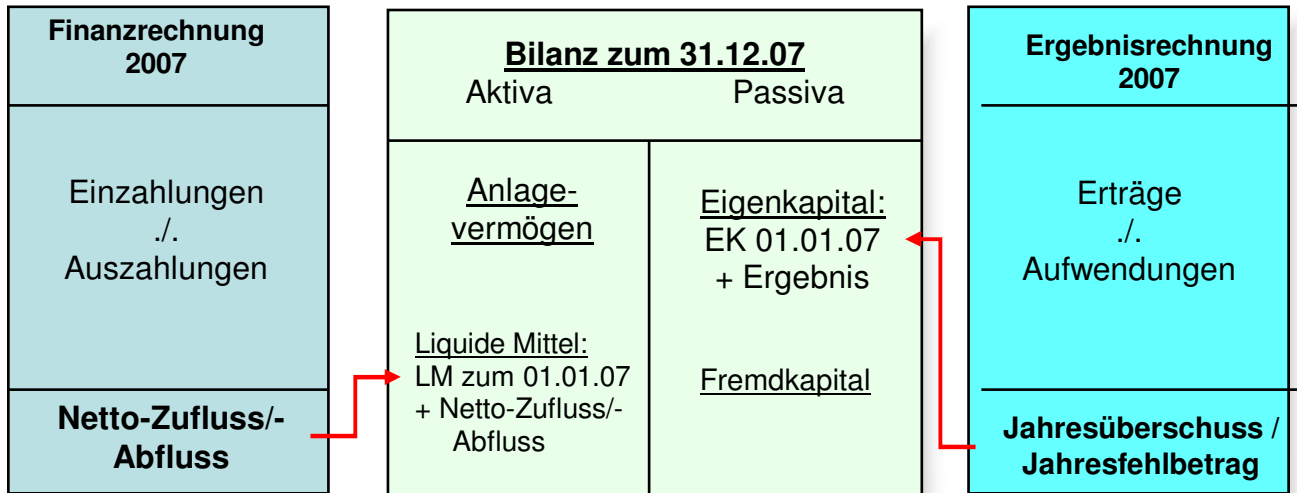 Finanzrechnung
2007
Einzahlungen
./.
Auszahlungen
Netto-Zufluss/-
Abfluss
Bilanz zum 31.12.07
Aktiva Passiva
Anlage-
vermögen
Liquide Mittel:
LM zum 01.01.07
+ Netto-Zufluss/-
Abfluss
Eigenkapital:
EK 01.01.07
+ Ergebnis
Fremdkapital
Ergebnisrechnung
2007
Erträge
./.
Aufwendungen
Jahresüberschuss /
Jahresfehlbetrag